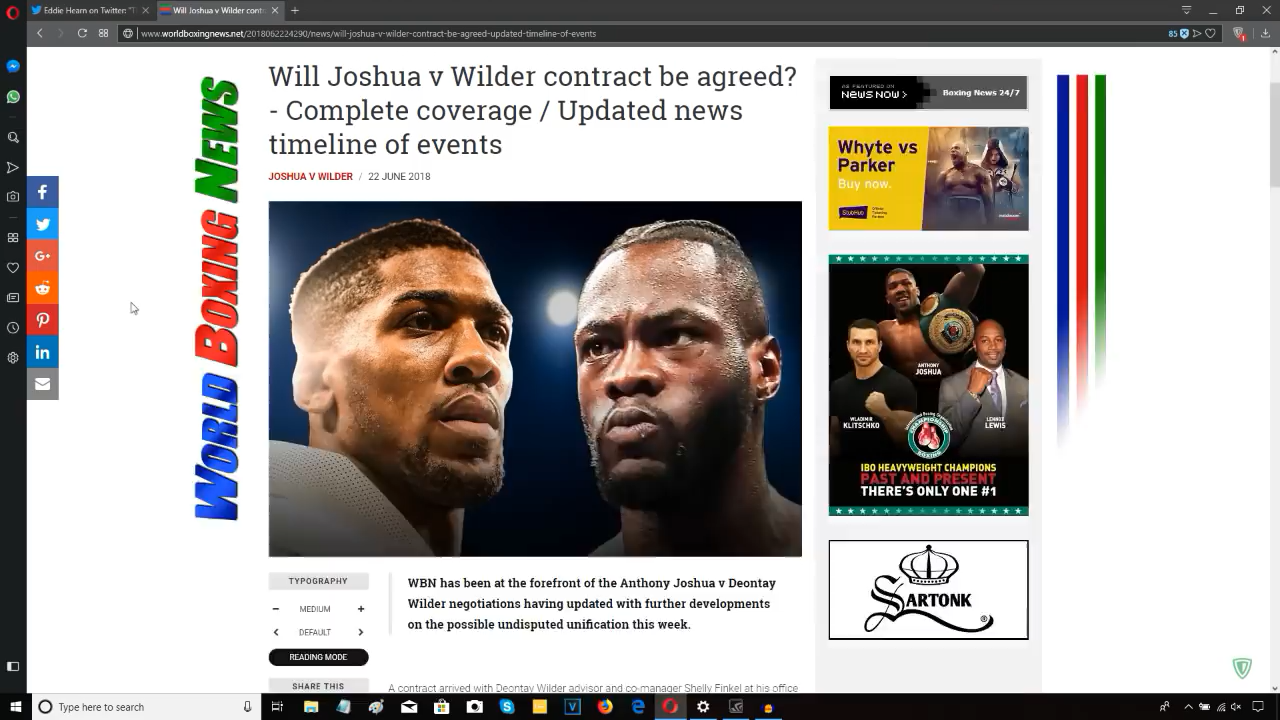 Eddie Hearn on Twitter: "T
Will Joshua v Wilder cont
www.worldboxingnews.net/2018062224290/news/will-joshua-v-wilder-contract-be-agreed-updated-timeline-of-events
85
Will Joshua v Wilder contract be agreed?
- Complete coverage / Updated news
timeline of events
JOSHUA V WILDER / 22 JUNE 2018
WORLD BOXING NEWS
AS FEATURED ON
NEWS NOW >
Boxing News 24/7
Whyte vs
Parker
Buy now.
StubHub
ANTHONY
JOSHUA
WLADIMIR
KLITSCHKO
LENNOX
LEWIS
IBO HEAVYWEIGHT CHAMPIONS
PAST AND PRESENT
THERE'S ONLY ONE #1
SARTONK
TYPOGRAPHY
- MEDIUM +
< DEFAULT >
READING MODE
SHARE THIS
WBN has been at the forefront of the Anthony Joshua v Deontay
Wilder negotiations having updated with further developments
on the possible undisputed unification this week.
A contract arrived with Deontay Wilder advisor and co-manager Shelly Finkel at his office
Type here to search